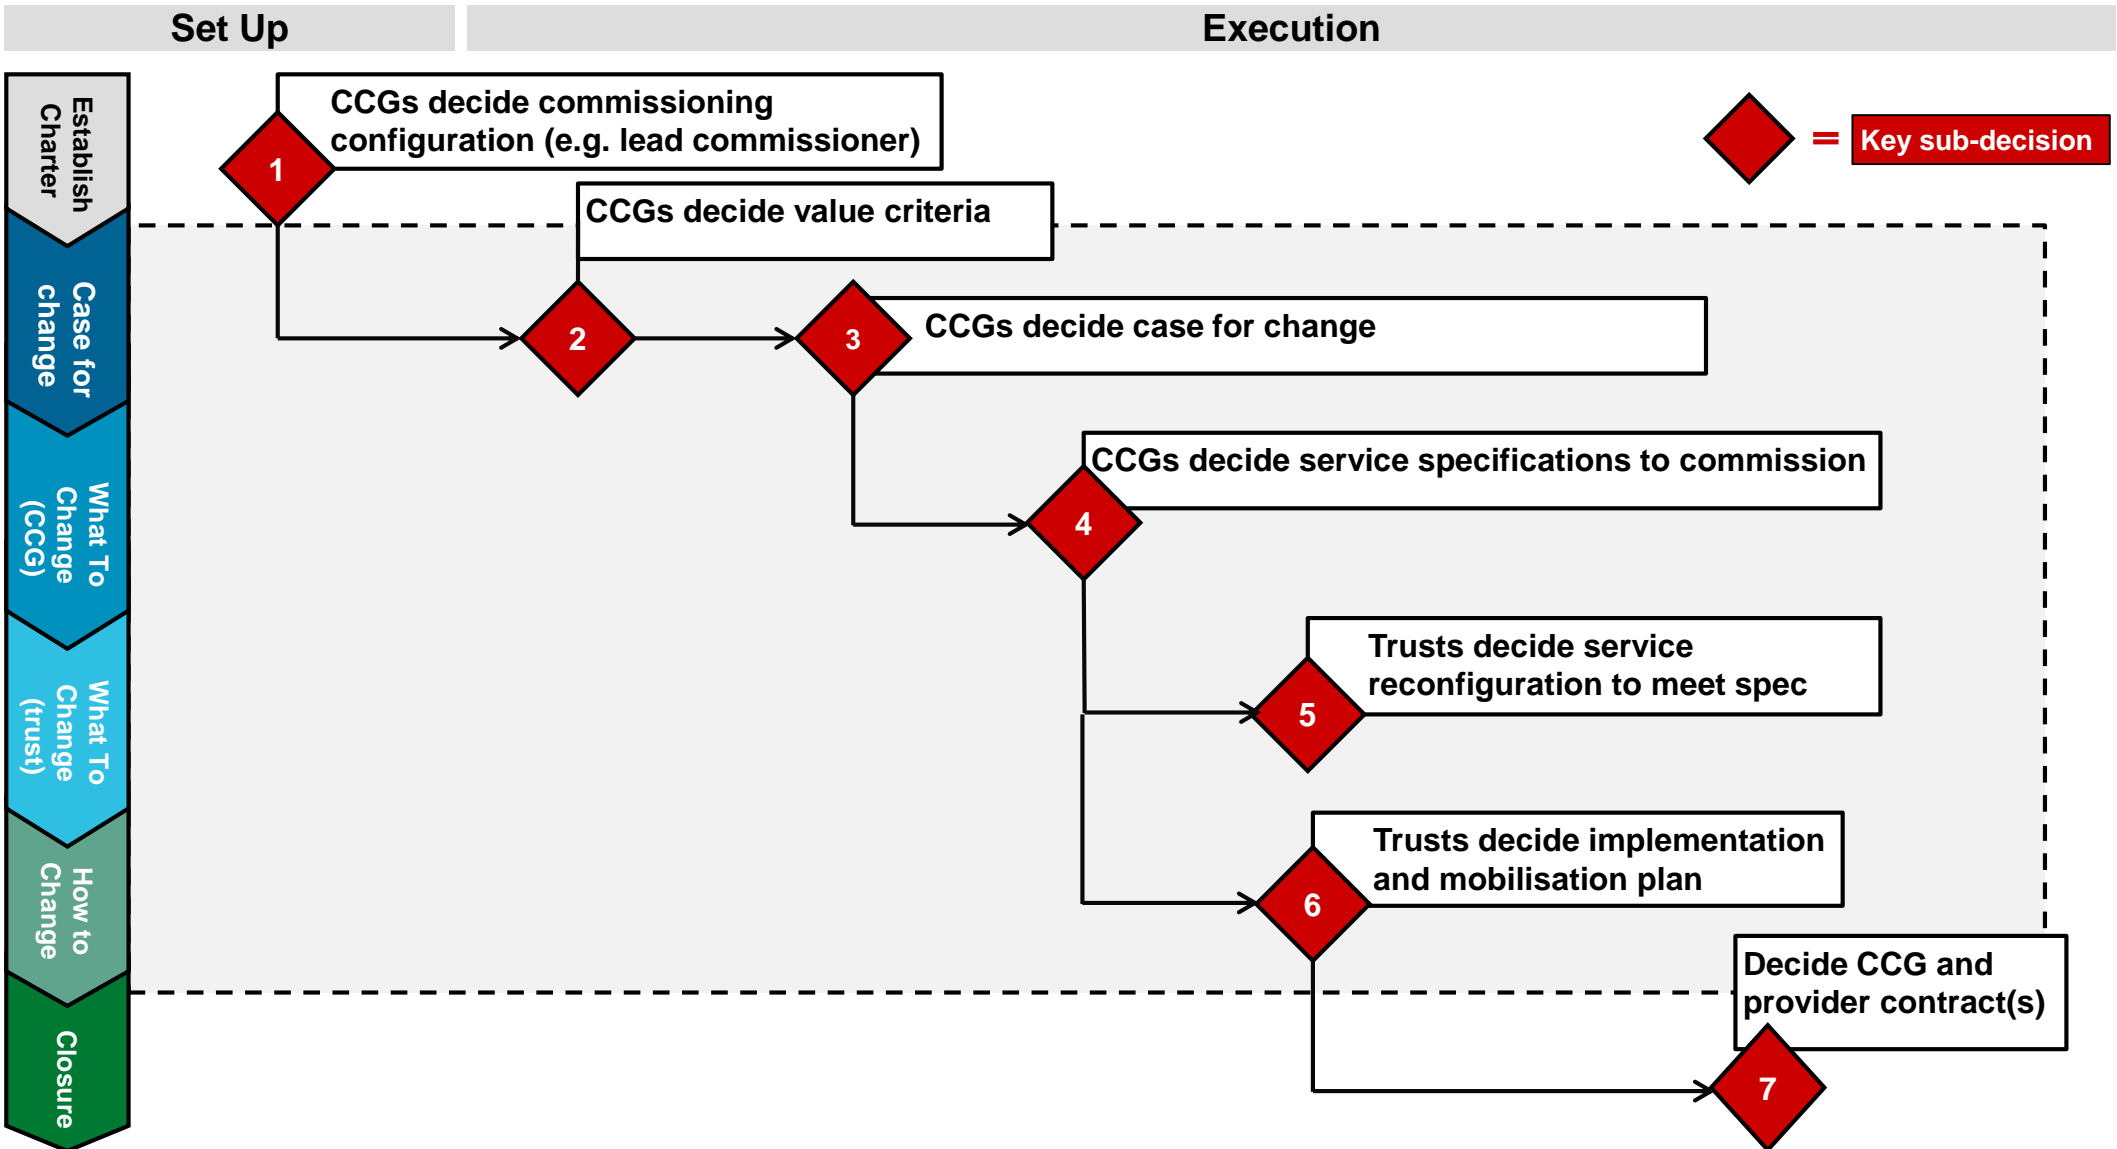 Set Up
Execution
Establish
Charter
CCGs decide commissioning
configuration (e.g. lead commissioner)
1
= Key sub-decision
CCGs decide value criteria
Case for
change
2
3
CCGs decide case for change
What To
Change
(CCG)
CCGs decide service specifications to commission
4
What To
Change
(trust)
Trusts decide service
reconfiguration to meet spec
5
How to
Change
Trusts decide implementation
and mobilisation plan
6
Decide CCG and
provider contract(s)
Closure
7